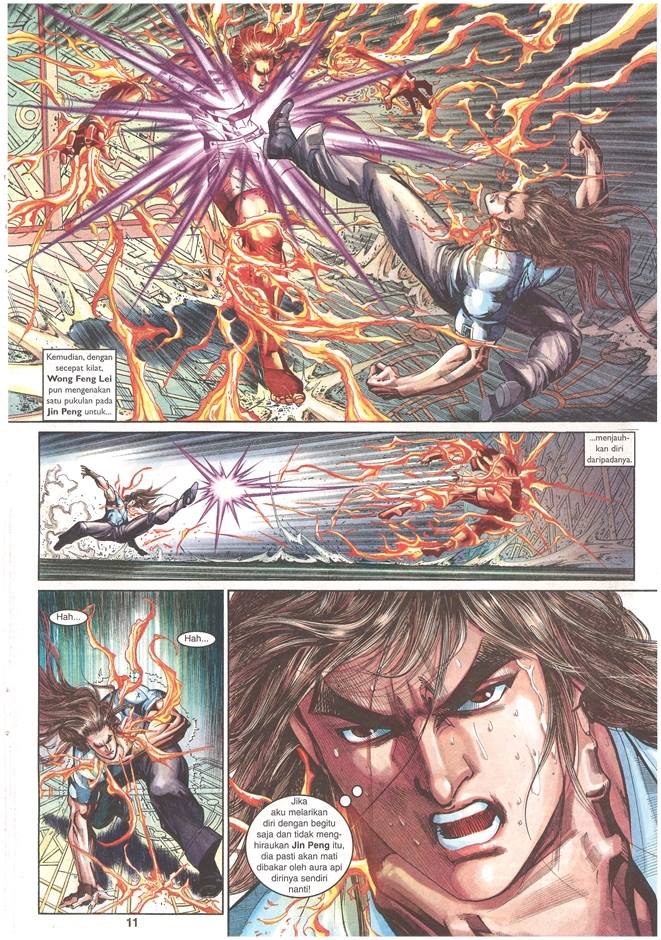 Kemudian, dengan
secepat kilat,
Wong Feng Lei
pun mengenakan
satu pukulan pada
Jin Peng untuk...
...menjauh-
kan diri
daripadanya.
Hah...
Hah...
Jika
aku melarikan
diri dengan begitu
saja dan tidak meng-
hiraukan Jin Peng itu,
dia pasti akan mati
dibakar oleh aura api
dirinya sendiri
nanti!
11